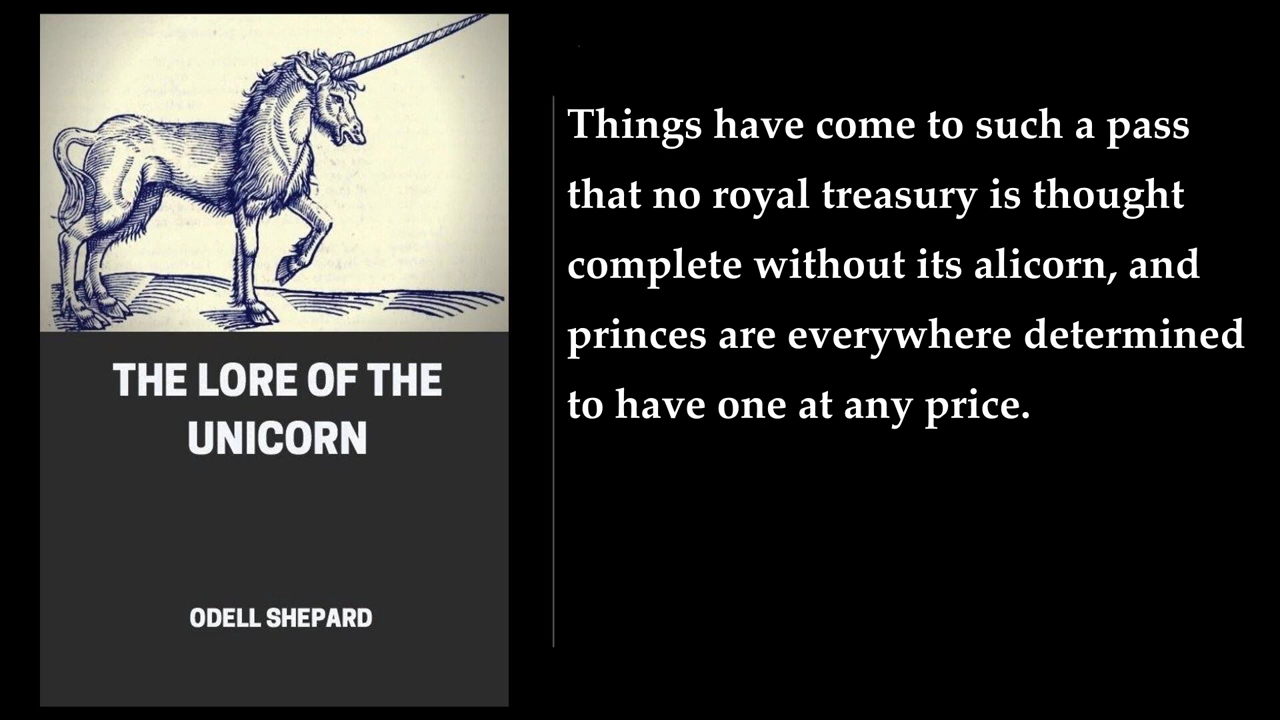 THE LORE OF THE
UNICORN
ODELL SHEPARD
Things have come to such a pass
that no royal treasury is thought
complete without its alicorn, and
princes are everywhere determined
to have one at any price.